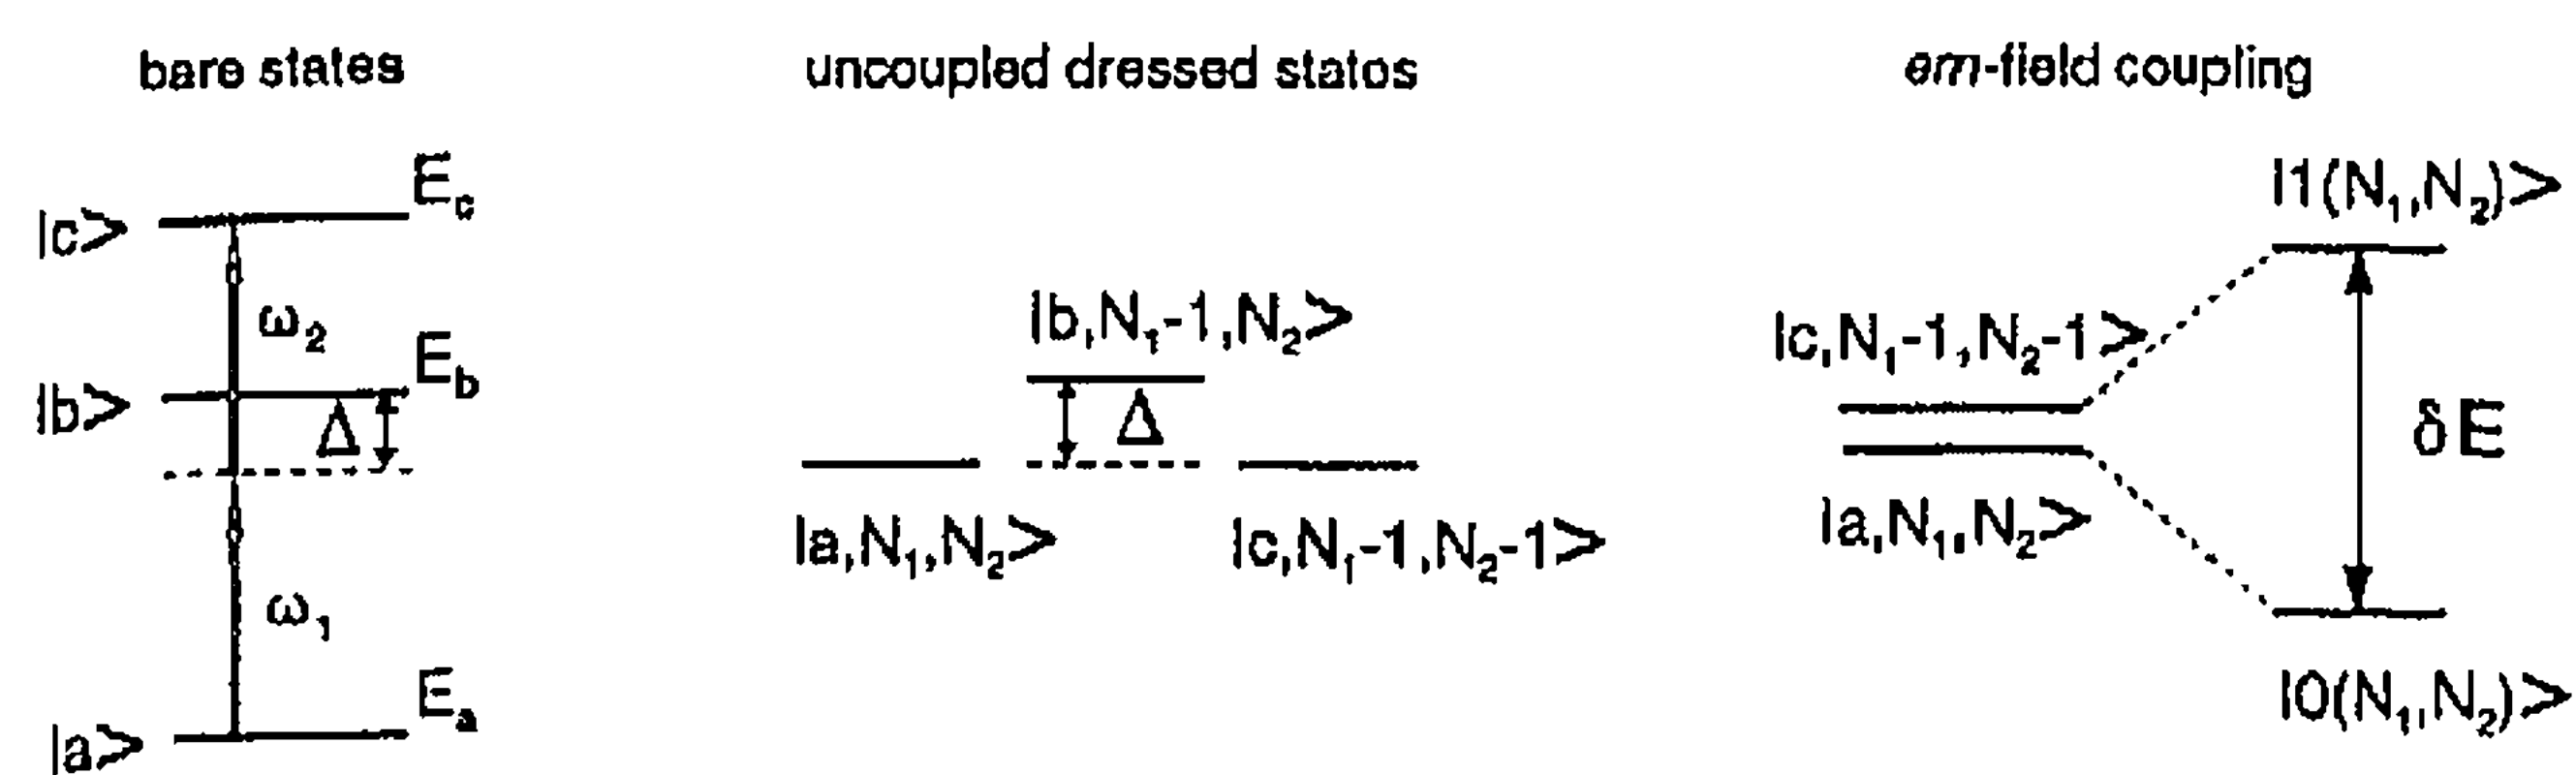 bare states
uncoupled dressed statos
em-field coupling
|c>
E_c
ω_2
|b>
E_b
Δ
ω_1
|a>
E_a
|b,N_1-1,N_2>
Δ
|a,N_1,N_2>
|c,N_1-1,N_2-1>
|1(N_1,N_2)>
|c,N_1-1,N_2-1>
δE
|a,N_1,N_2>
|0(N_1,N_2)>